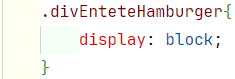 .divEnteteHamburger{
display: block;
}